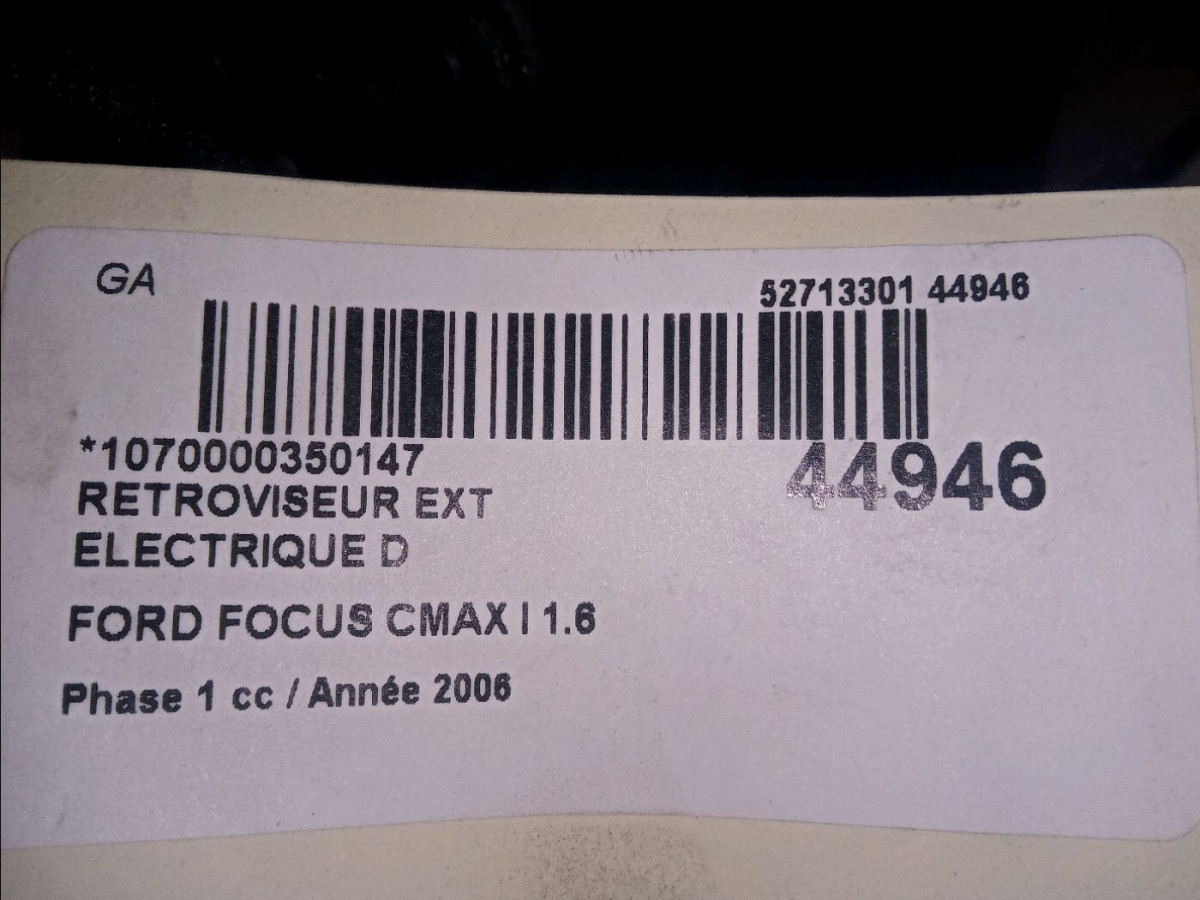 GA
52713301 44946
*1070000350147
44946
RETROVISEUR EXT
ELECTRIQUE D
FORD FOCUS CMAX I 1.6
Phase 1 cc / Année 2006